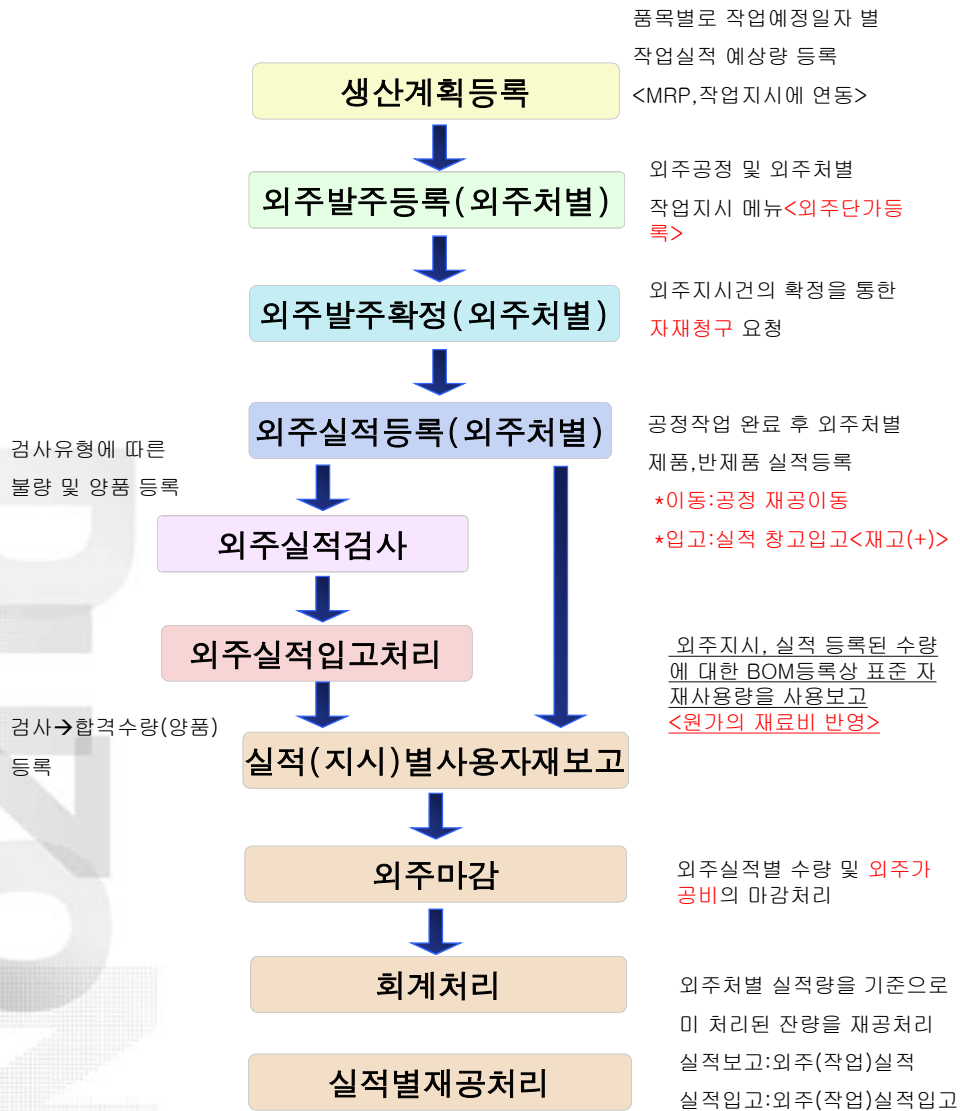 품목별로 작업예정일자 별
작업실적 예상량 등록
<MRP,작업지시에 연동>
생산계획등록
외주발주등록(외주처별)
외주공정 및 외주처별
작업지시 메뉴<외주단가등
록>
외주발주확정(외주처별)
외주지시건의 확정을 통한
자재청구 요청
외주실적등록(외주처별)
공정작업 완료 후 외주처별
제품,반제품 실적등록
*이동:공정 재공이동
*입고:실적 창고입고<재고(+)>
검사유형에 따른
불량 및 양품 등록
외주실적검사
외주실적입고처리
외주지시, 실적 등록된 수량
에 대한 BOM등록상 표준 자
재사용량을 사용보고
<원가의 재료비 반영>
검사→합격수량(양품)
등록
실적(지시)별사용자재보고
외주마감
외주실적별 수량 및 외주가
공비의 마감처리
회계처리
외주처별 실적량을 기준으로
미 처리된 잔량을 재공처리
실적보고:외주(작업)실적
실적입고:외주(작업)실적입고
실적별재공처리